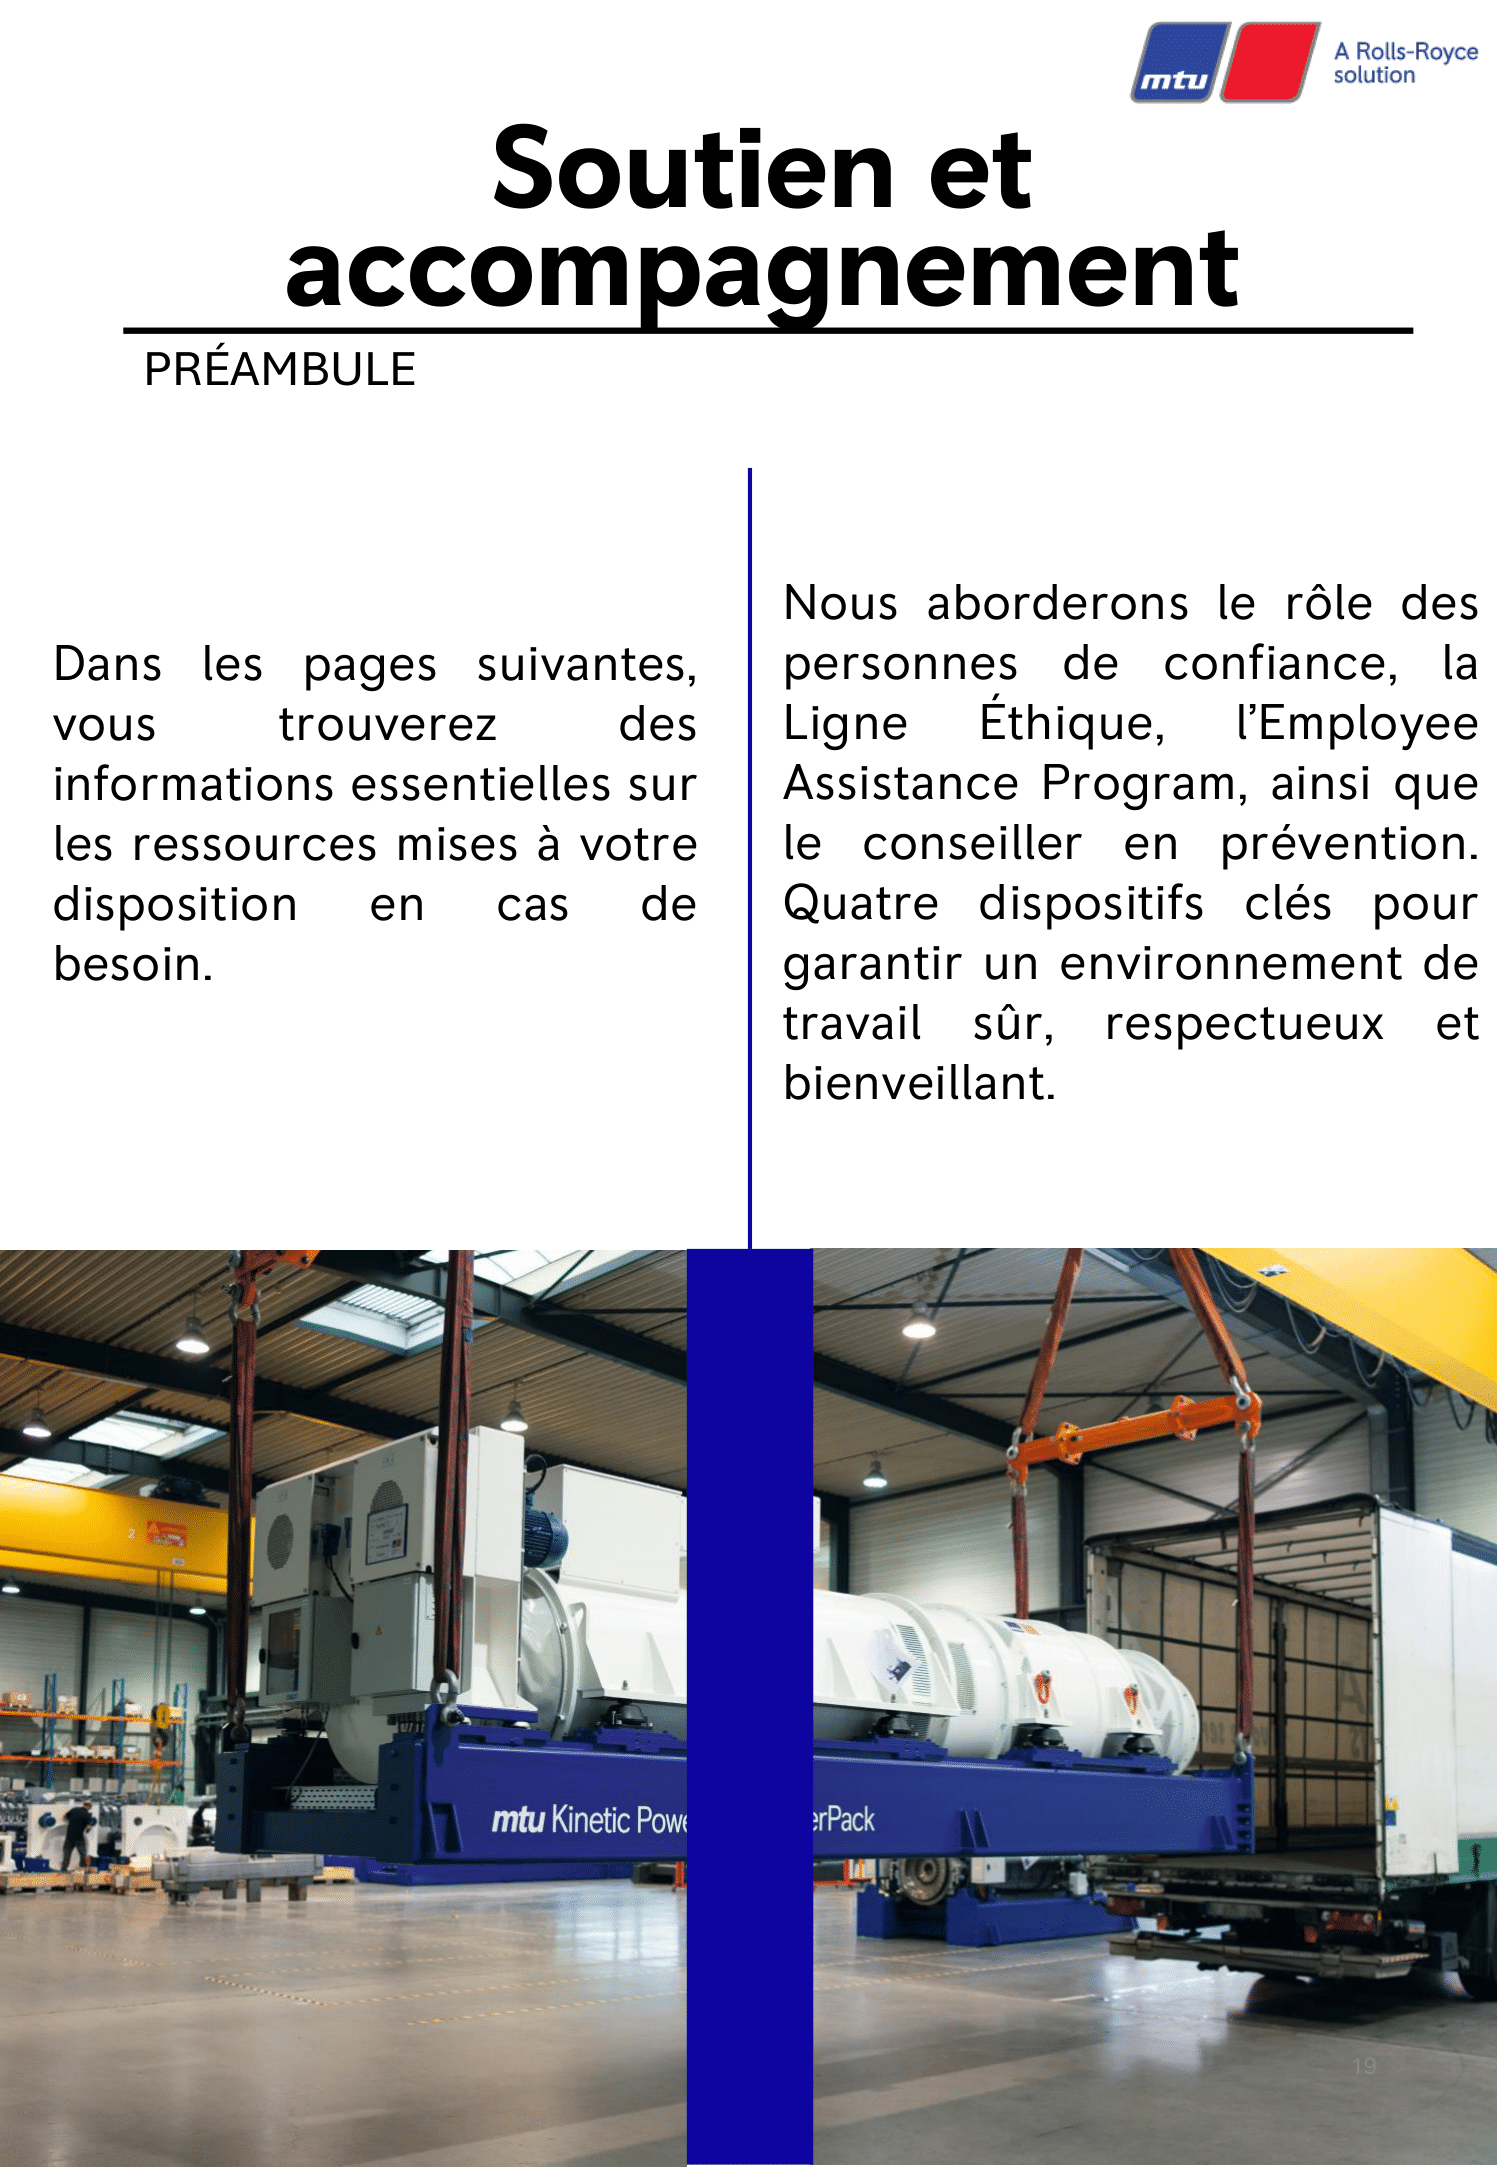 mtu
A Rolls-Royce
solution
Soutien et
accompagnement
PRÉAMBULE
Dans les pages suivantes,
vous trouverez des
informations essentielles sur
les ressources mises à votre
disposition en cas de
besoin.
Nous aborderons le rôle des
personnes de confiance, la
Ligne Éthique, l’Employee
Assistance Program, ainsi que
le conseiller en prévention.
Quatre dispositifs clés pour
garantir un environnement de
travail sûr, respectueux et
bienveillant.
2
mtu Kinetic Powe
erPack
19